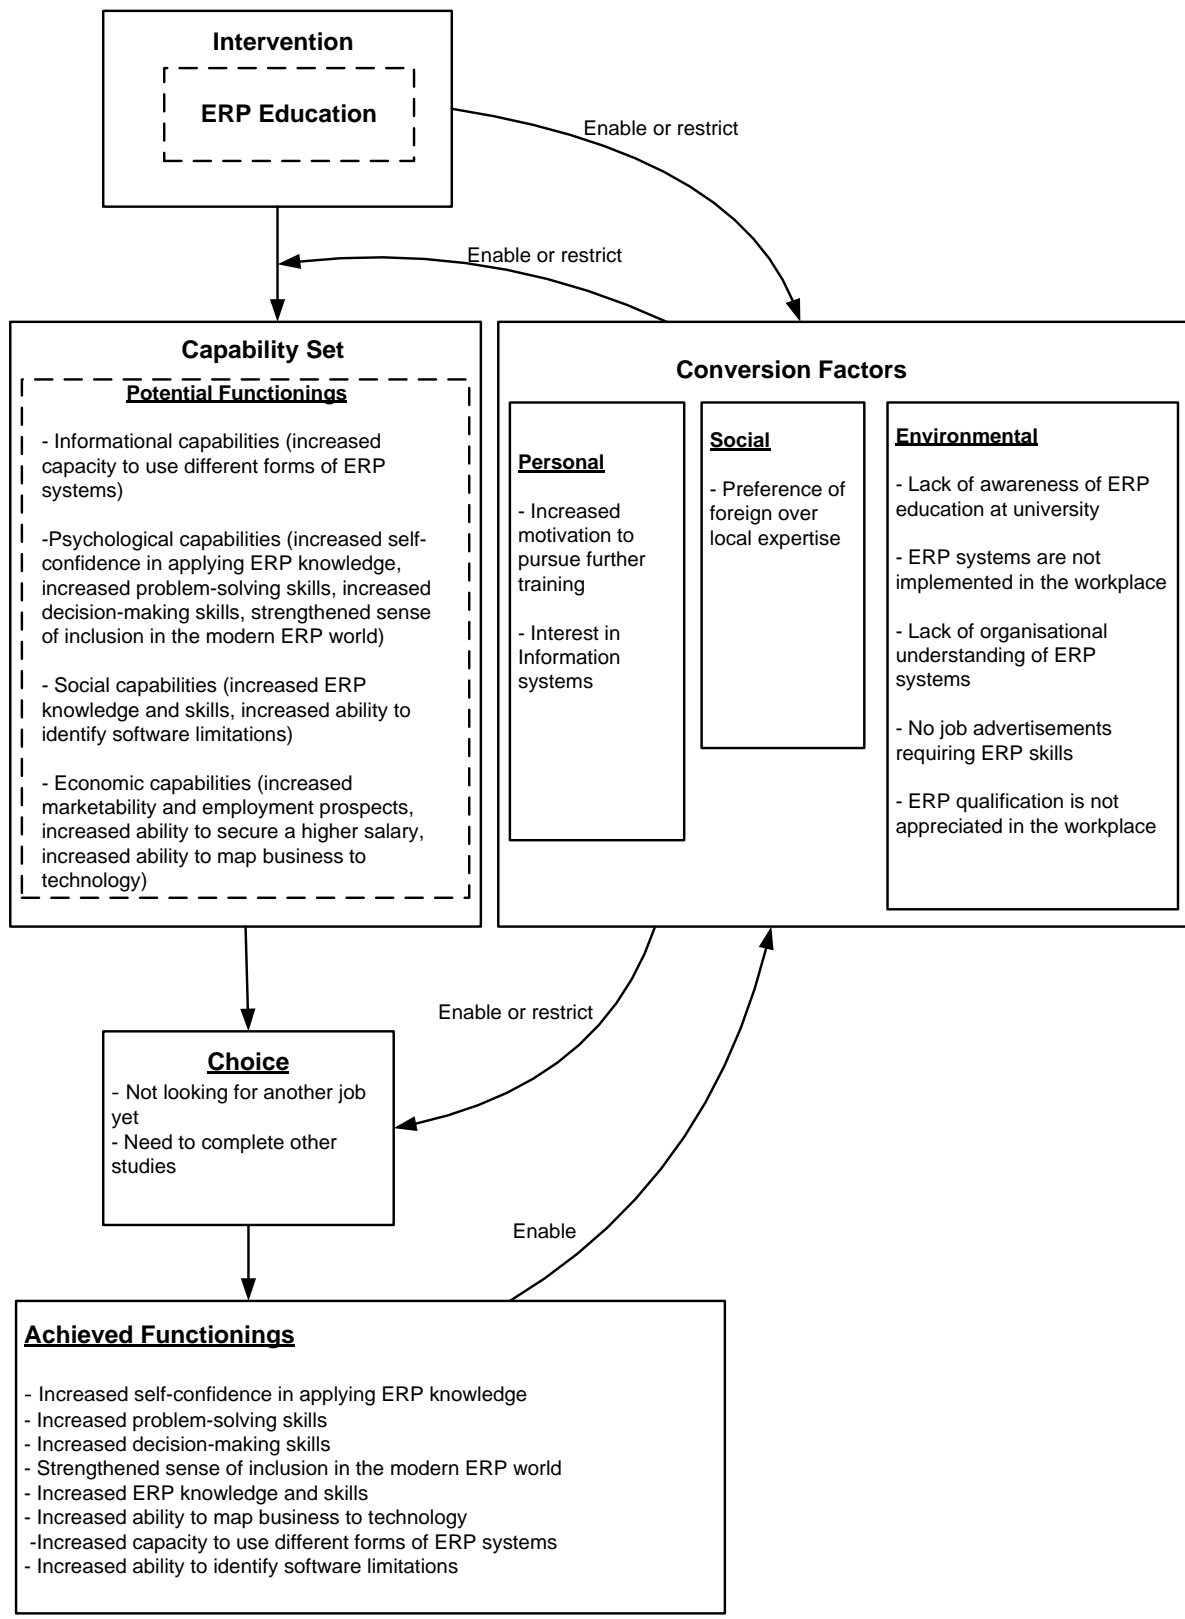 Intervention
ERP Education
Enable or restrict
Enable or restrict
Capability Set
Potential Functionings
- Informational capabilities (increased
capacity to use different forms of ERP
systems)
-Psychological capabilities (increased self-
confidence in applying ERP knowledge,
increased problem-solving skills, increased
decision-making skills, strengthened sense
of inclusion in the modern ERP world)
- Social capabilities (increased ERP
knowledge and skills, increased ability to
identify software limitations)
- Economic capabilities (increased
marketability and employment prospects,
increased ability to secure a higher salary,
increased ability to map business to
technology)
Conversion Factors
Personal
- Increased
motivation to
pursue further
training
- Interest in
Information
systems
Social
- Preference of
foreign over
local expertise
Environmental
- Lack of awareness of ERP
education at university
- ERP systems are not
implemented in the workplace
- Lack of organisational
understanding of ERP
systems
- No job advertisements
requiring ERP skills
- ERP qualification is not
appreciated in the workplace
Enable or restrict
Choice
- Not looking for another job
yet
- Need to complete other
studies
Enable
Achieved Functionings
- Increased self-confidence in applying ERP knowledge
- Increased problem-solving skills
- Increased decision-making skills
- Strengthened sense of inclusion in the modern ERP world
- Increased ERP knowledge and skills
- Increased ability to map business to technology
-Increased capacity to use different forms of ERP systems
- Increased ability to identify software limitations